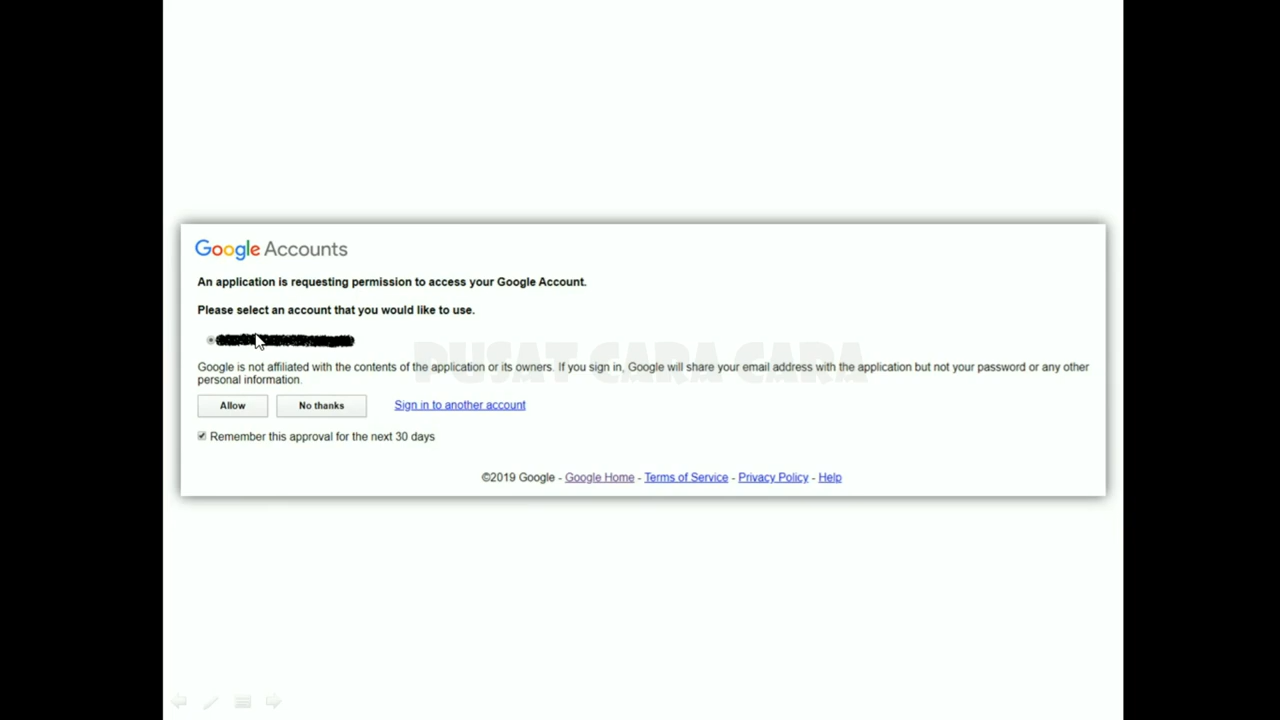 Google Accounts
An application is requesting permission to access your Google Account.
Please select an account that you would like to use.
PUSAT CARA CARA
Google is not affiliated with the contents of the application or its owners. If you sign in, Google will share your email address with the application but not your password or any other
personal information.
Allow No thanks Sign in to another account
Remember this approval for the next 30 days
©2019 Google - Google Home - Terms of Service - Privacy Policy - Help